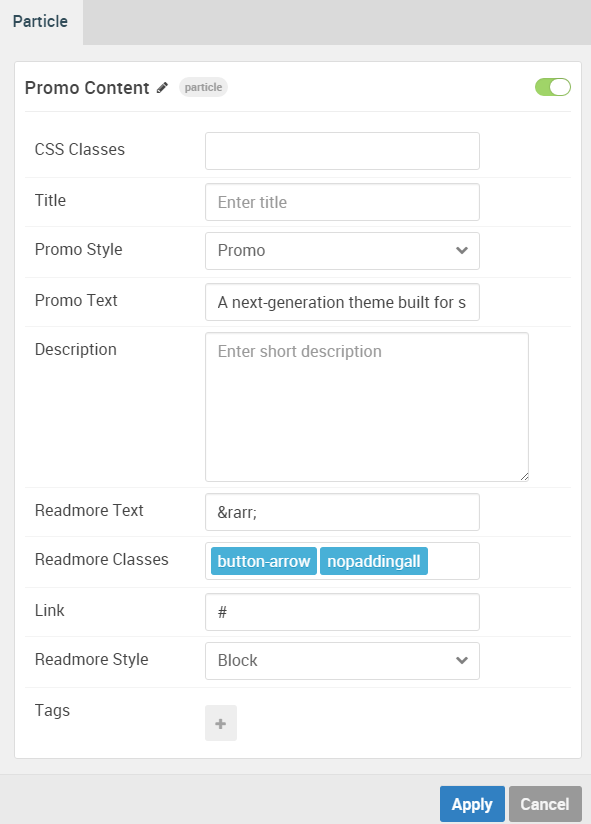 Particle
Promo Content particle
CSS Classes
Title Enter title
Promo Style Promo
Promo Text A next-generation theme built for s
Description Enter short description
Readmore Text &rarr;
Readmore Classes button-arrow nopaddingall
Link #
Readmore Style Block
Tags +
Apply Cancel